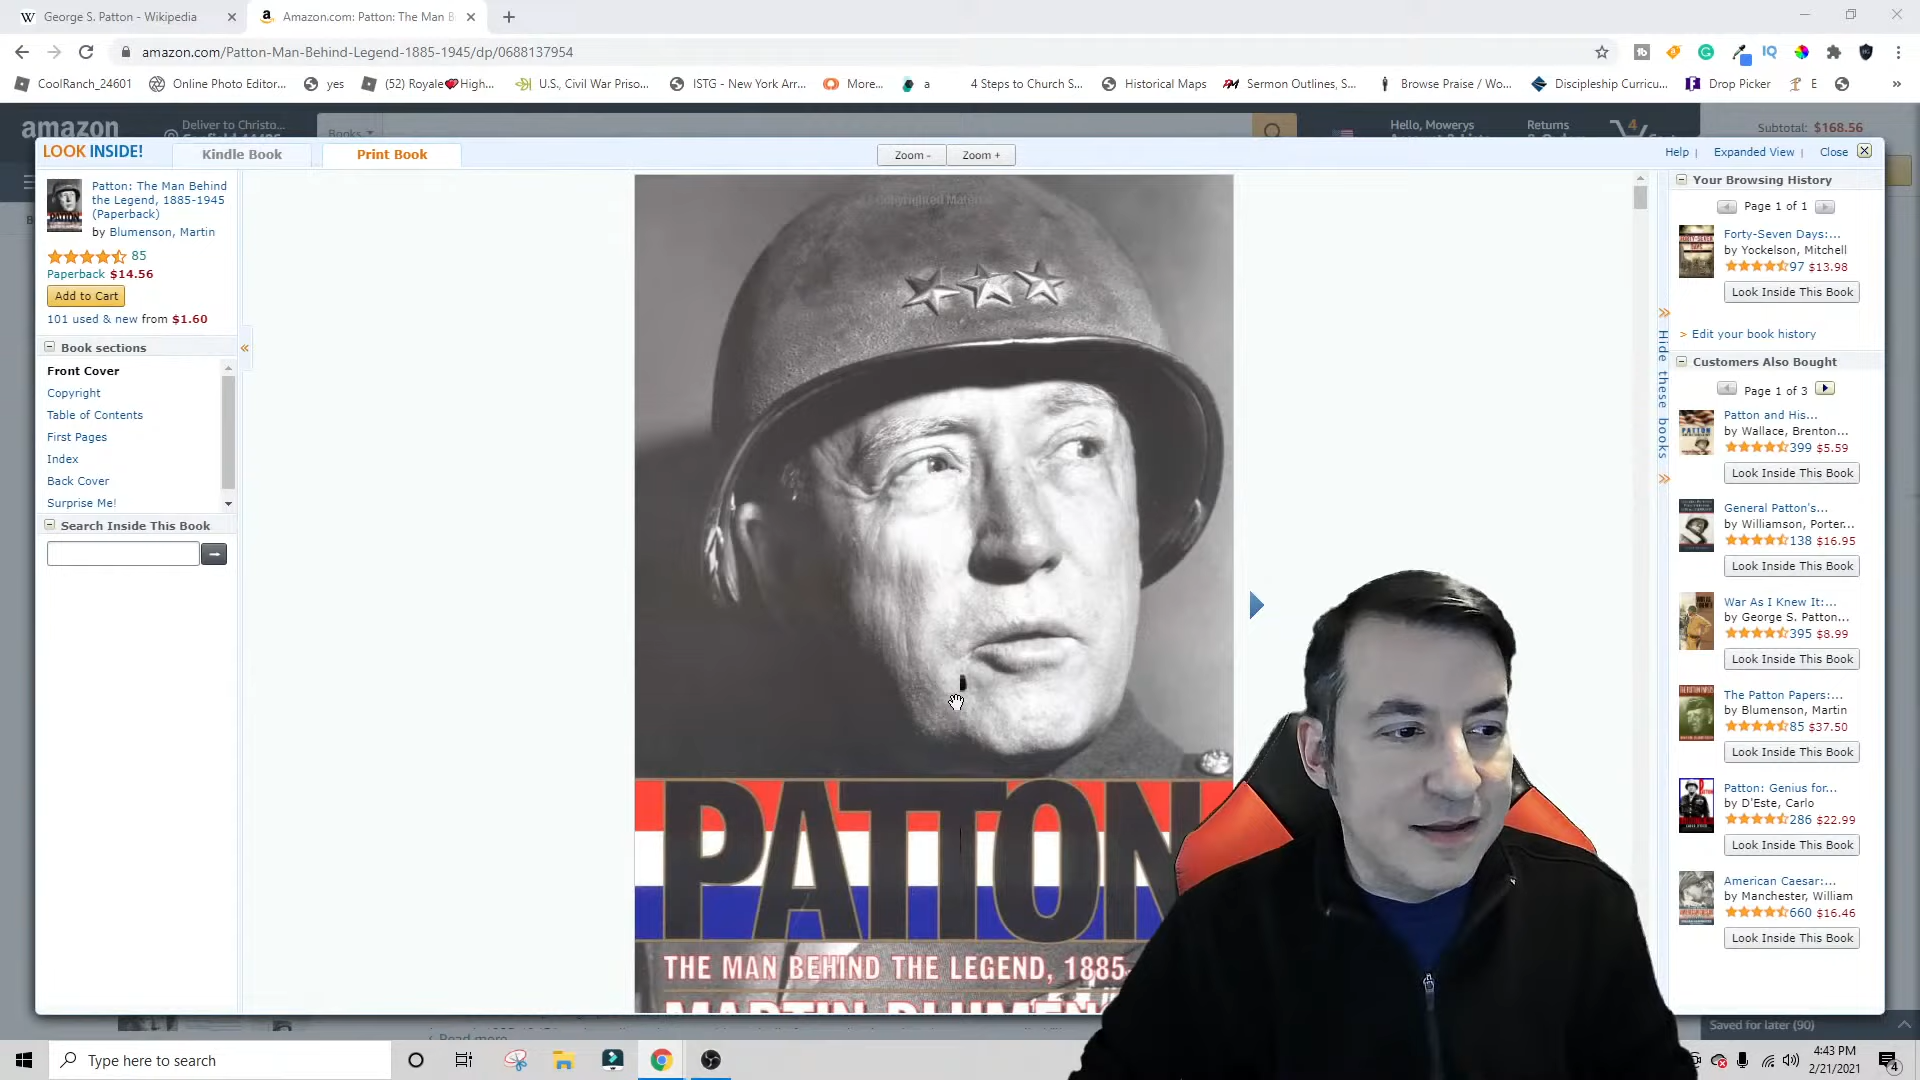 George S. Patton - Wikipedia
Amazon.com: Patton: The Man B
amazon.com/Patton-Man-Behind-Legend-1885-1945/dp/0688137954
CoolRanch_24601
Online Photo Editor...
yes
(52) Royale❤High...
U.S., Civil War Priso...
ISTG - New York Arr...
More...
a
4 Steps to Church S...
Historical Maps
Sermon Outlines, S...
Browse Praise / Wo...
Discipleship Curricu...
Drop Picker
E
»
amazon
Deliver to Christo...
Books
Hello, Mowerys
Returns
4
Subtotal: $168.56
LOOK INSIDE!
Kindle Book
Print Book
Zoom -
Zoom +
Help |
Expanded View |
Close
Patton: The Man Behind
the Legend, 1885-1945
(Paperback)
by Blumenson, Martin
85
Paperback $14.56
Add to Cart
101 used & new from $1.60
Book sections
Front Cover
Copyright
Table of Contents
First Pages
Index
Back Cover
Surprise Me!
Search Inside This Book
Copyrighted Material
PATTON
THE MAN BEHIND THE LEGEND, 1885-
Hide these books
Your Browsing History
Page 1 of 1
Forty-Seven Days:...
by Yockelson, Mitchell
97 $13.98
Look Inside This Book
> Edit your book history
Customers Also Bought
Page 1 of 3
Patton and His...
by Wallace, Brenton...
399 $5.59
Look Inside This Book
General Patton's...
by Williamson, Porter...
138 $16.95
Look Inside This Book
War As I Knew It:...
by George S. Patton...
395 $8.99
Look Inside This Book
The Patton Papers:...
by Blumenson, Martin
85 $37.50
Look Inside This Book
Patton: Genius for...
by D'Este, Carlo
286 $22.99
Look Inside This Book
American Caesar:...
by Manchester, William
660 $16.46
Look Inside This Book
Read more
Saved for later (90)
Type here to search
4:43 PM
2/21/2021
4